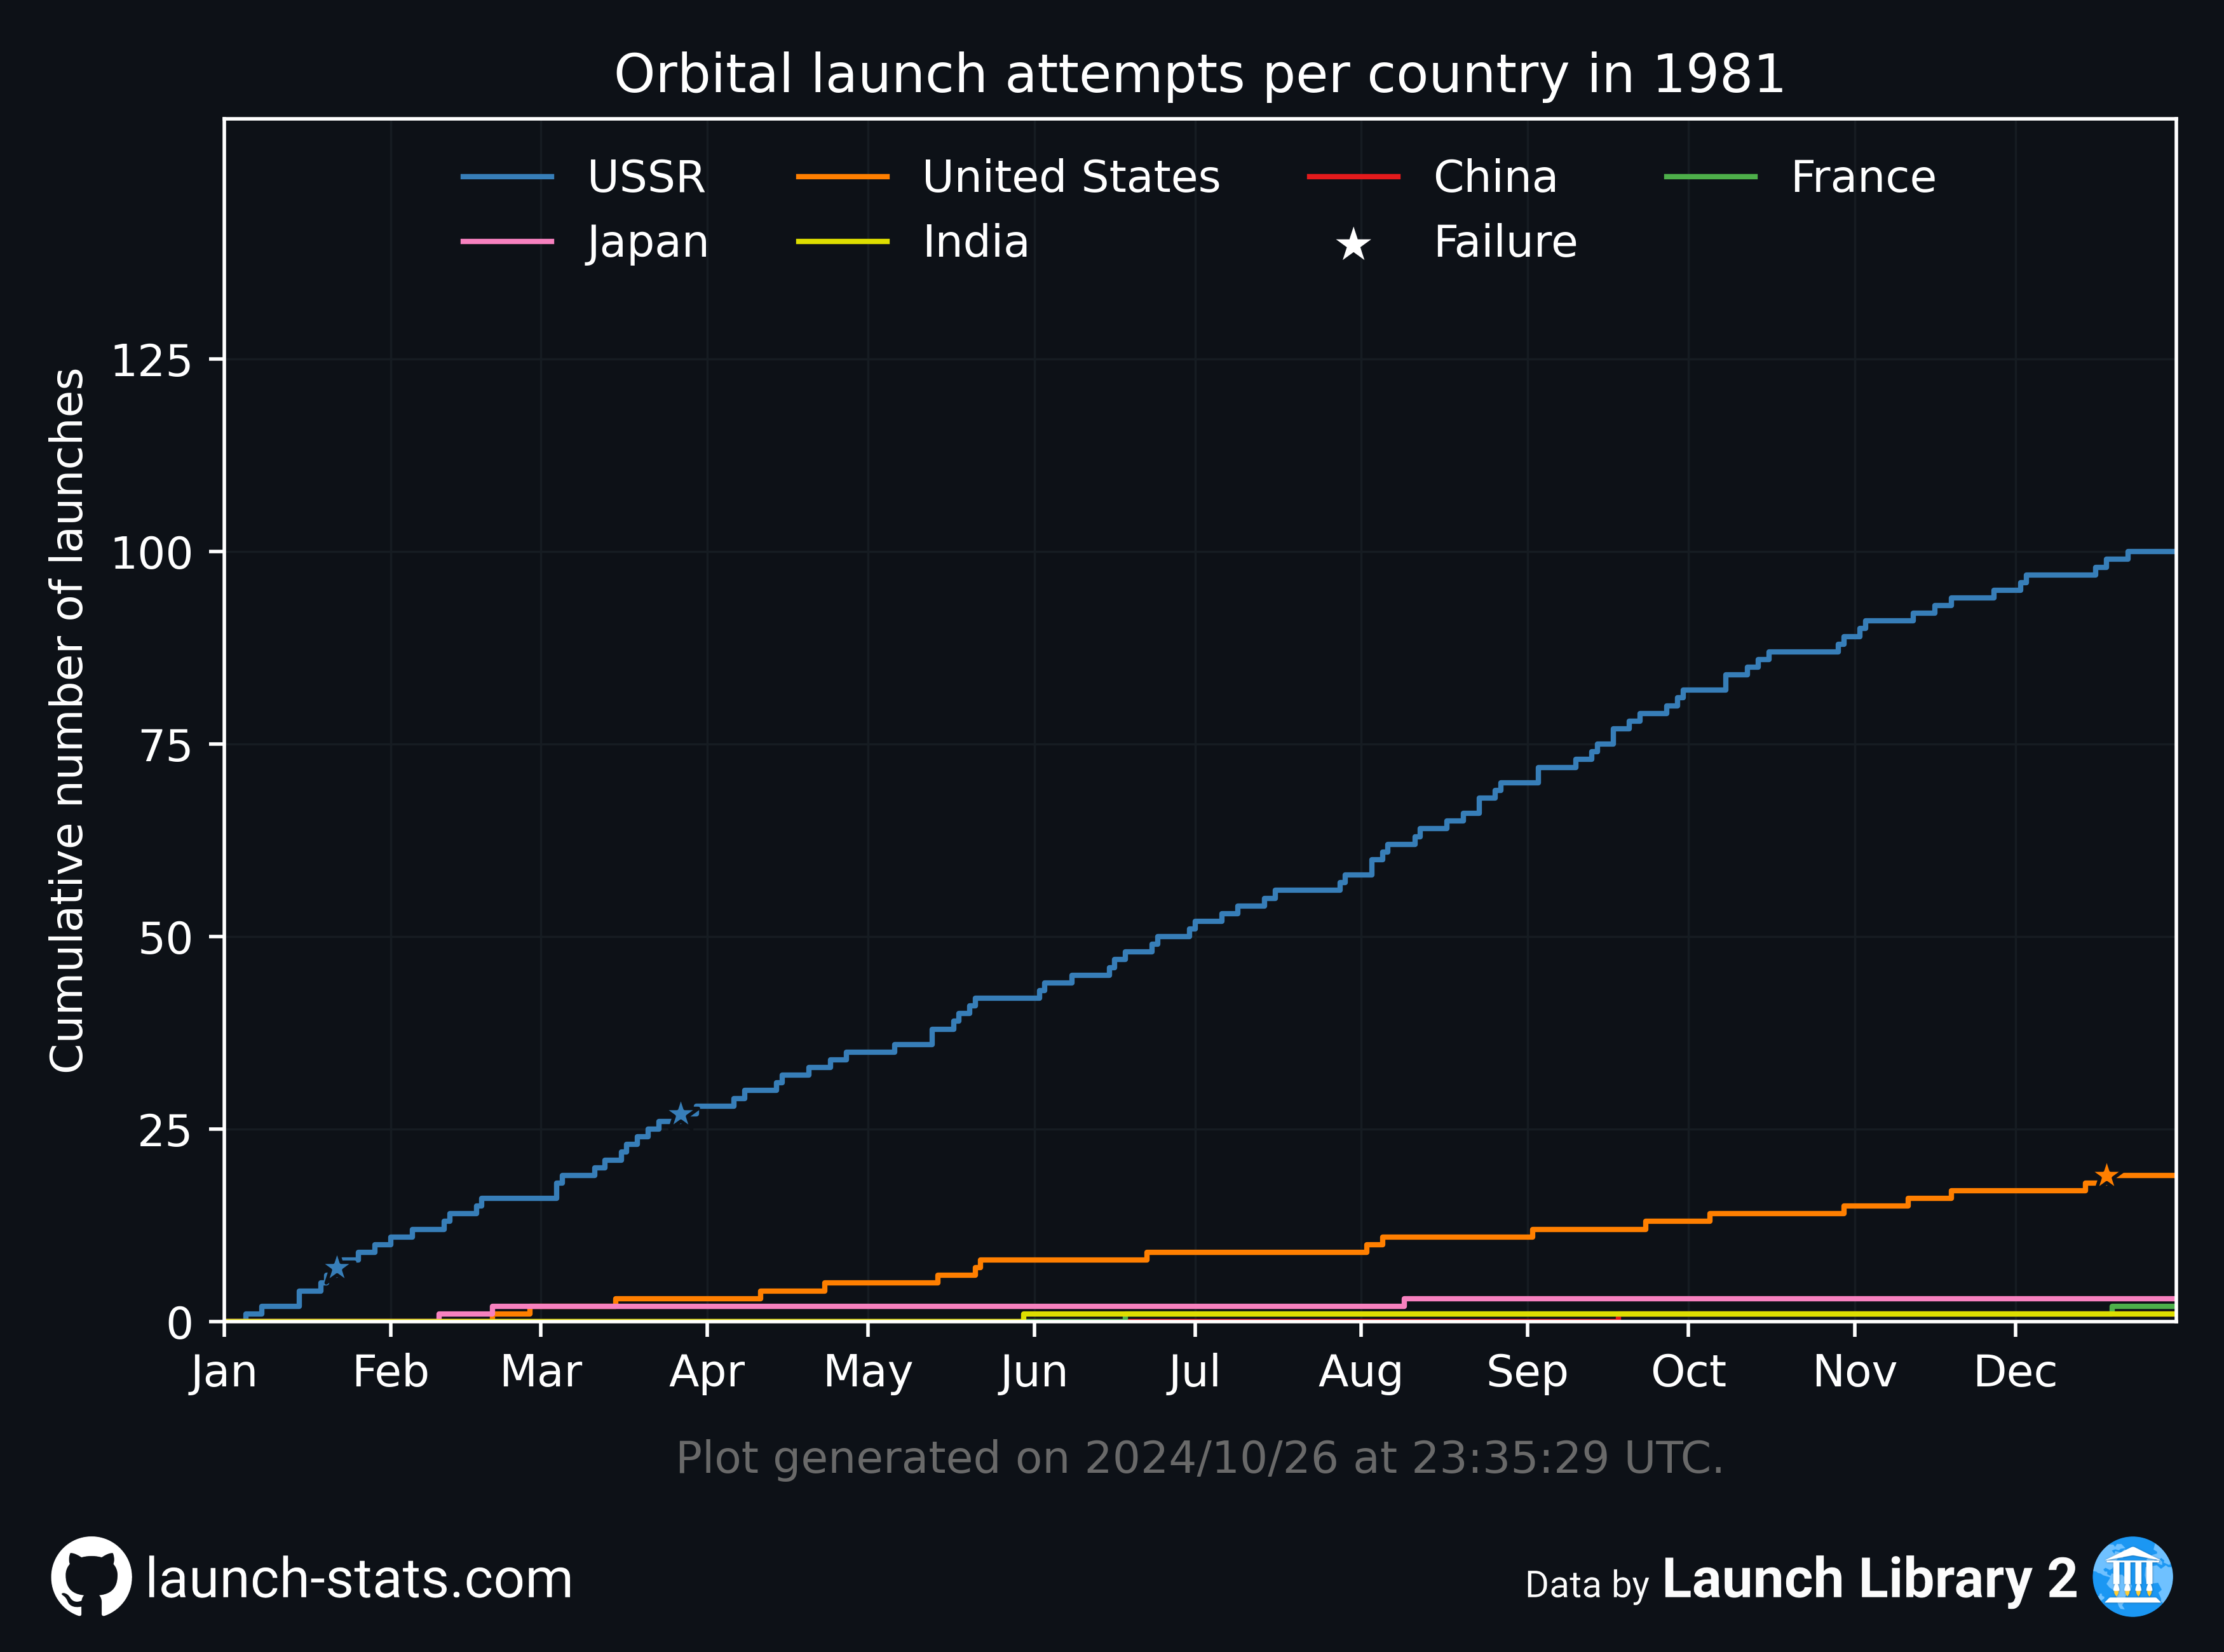 Orbital launch attempts per country in 1981
USSR United States China France
Japan India Failure
Cumulative number of launches
125
100
75
50
25
0
Jan Feb Mar Apr May Jun Jul Aug Sep Oct Nov Dec
Plot generated on 2024/10/26 at 23:35:29 UTC.
launch-stats.com
Data by Launch Library 2